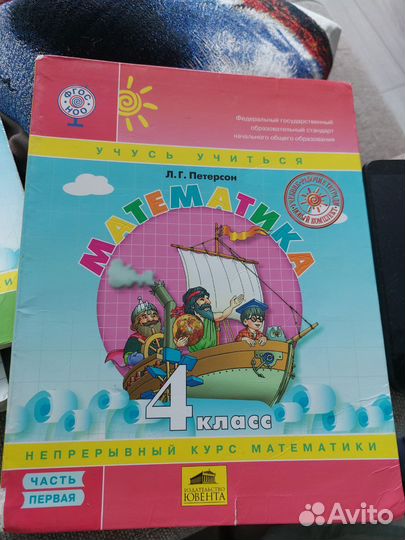 ФГОС
НОО
Федеральный государственный
образовательный стандарт
начального общего образования
УЧУСЬ УЧИТЬСЯ
Л. Г. Петерсон
МАТЕМАТИКА
4 класс
НЕПРЕРЫВНЫЙ КУРС МАТЕМАТИКИ
ЧАСТЬ
ПЕРВАЯ
ИЗДАТЕЛЬСТВО
ЮВЕНТА
Avito